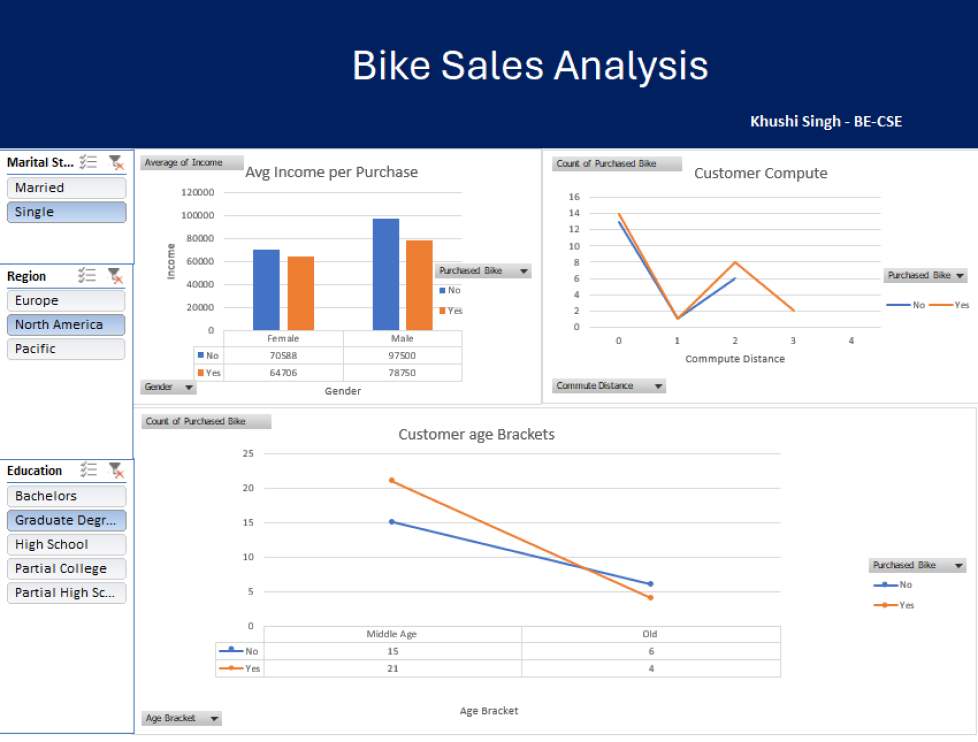 Bike Sales Analysis
Khushi Singh - BE-CSE
Marital St...
Married
Single
Region
Europe
North America
Pacific
Education
Bachelors
Graduate Degr...
High School
Partial College
Partial High Sc...
Average of Income
Avg Income per Purchase
120000
100000
80000
60000
40000
20000
0
Income
Female Male
No 70588 97500
Yes 64706 78750
Gender
Gender
Purchased Bike
No
Yes
Count of Purchased Bike
Customer Compute
16
14
12
10
8
6
4
2
0
0 1 2 3 4
Commpute Distance
Commute Distance
Purchased Bike
No Yes
Count of Purchased Bike
Customer age Brackets
25
20
15
10
5
0
Middle Age Old
No 15 6
Yes 21 4
Age Bracket
Age Bracket
Purchased Bike
No
Yes